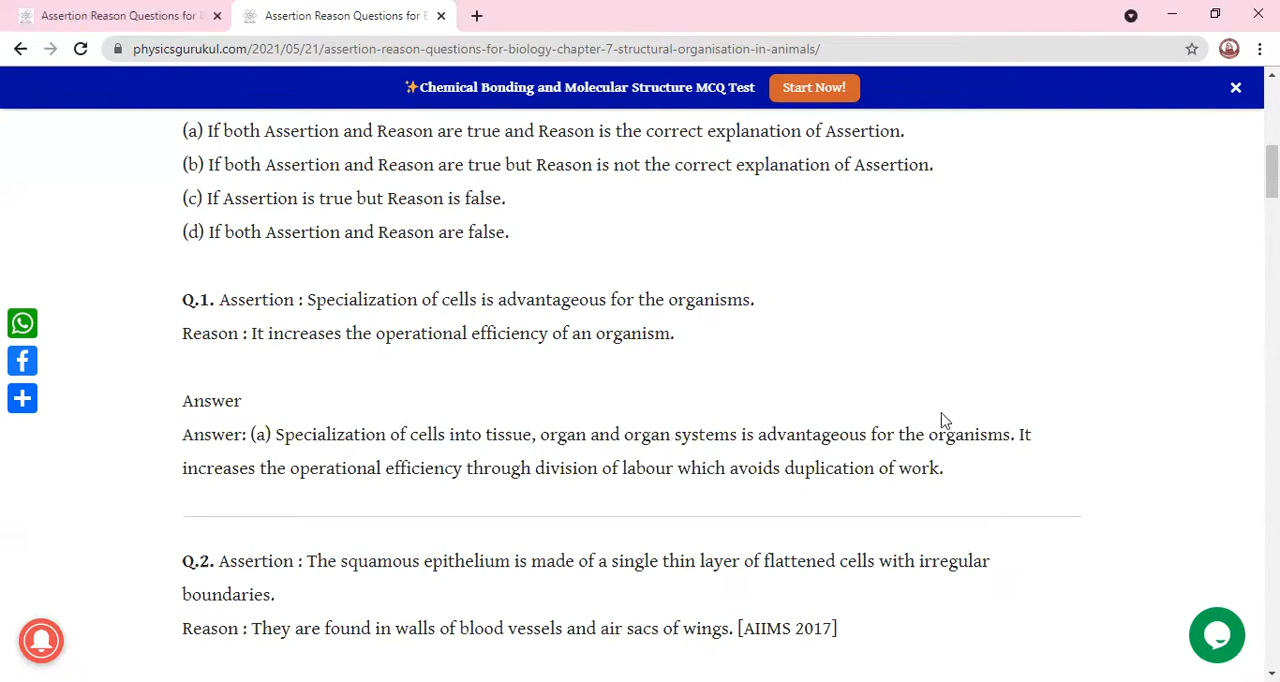 Assertion Reason Questions for B
Assertion Reason Questions for B
physicsgurukul.com/2021/05/21/assertion-reason-questions-for-biology-chapter-7-structural-organisation-in-animals/
✨Chemical Bonding and Molecular Structure MCQ Test Start Now!
(a) If both Assertion and Reason are true and Reason is the correct explanation of Assertion.
(b) If both Assertion and Reason are true but Reason is not the correct explanation of Assertion.
(c) If Assertion is true but Reason is false.
(d) If both Assertion and Reason are false.
Q.1. Assertion : Specialization of cells is advantageous for the organisms.
Reason : It increases the operational efficiency of an organism.
Answer
Answer: (a) Specialization of cells into tissue, organ and organ systems is advantageous for the organisms. It
increases the operational efficiency through division of labour which avoids duplication of work.
Q.2. Assertion : The squamous epithelium is made of a single thin layer of flattened cells with irregular
boundaries.
Reason : They are found in walls of blood vessels and air sacs of wings. [AIIMS 2017]